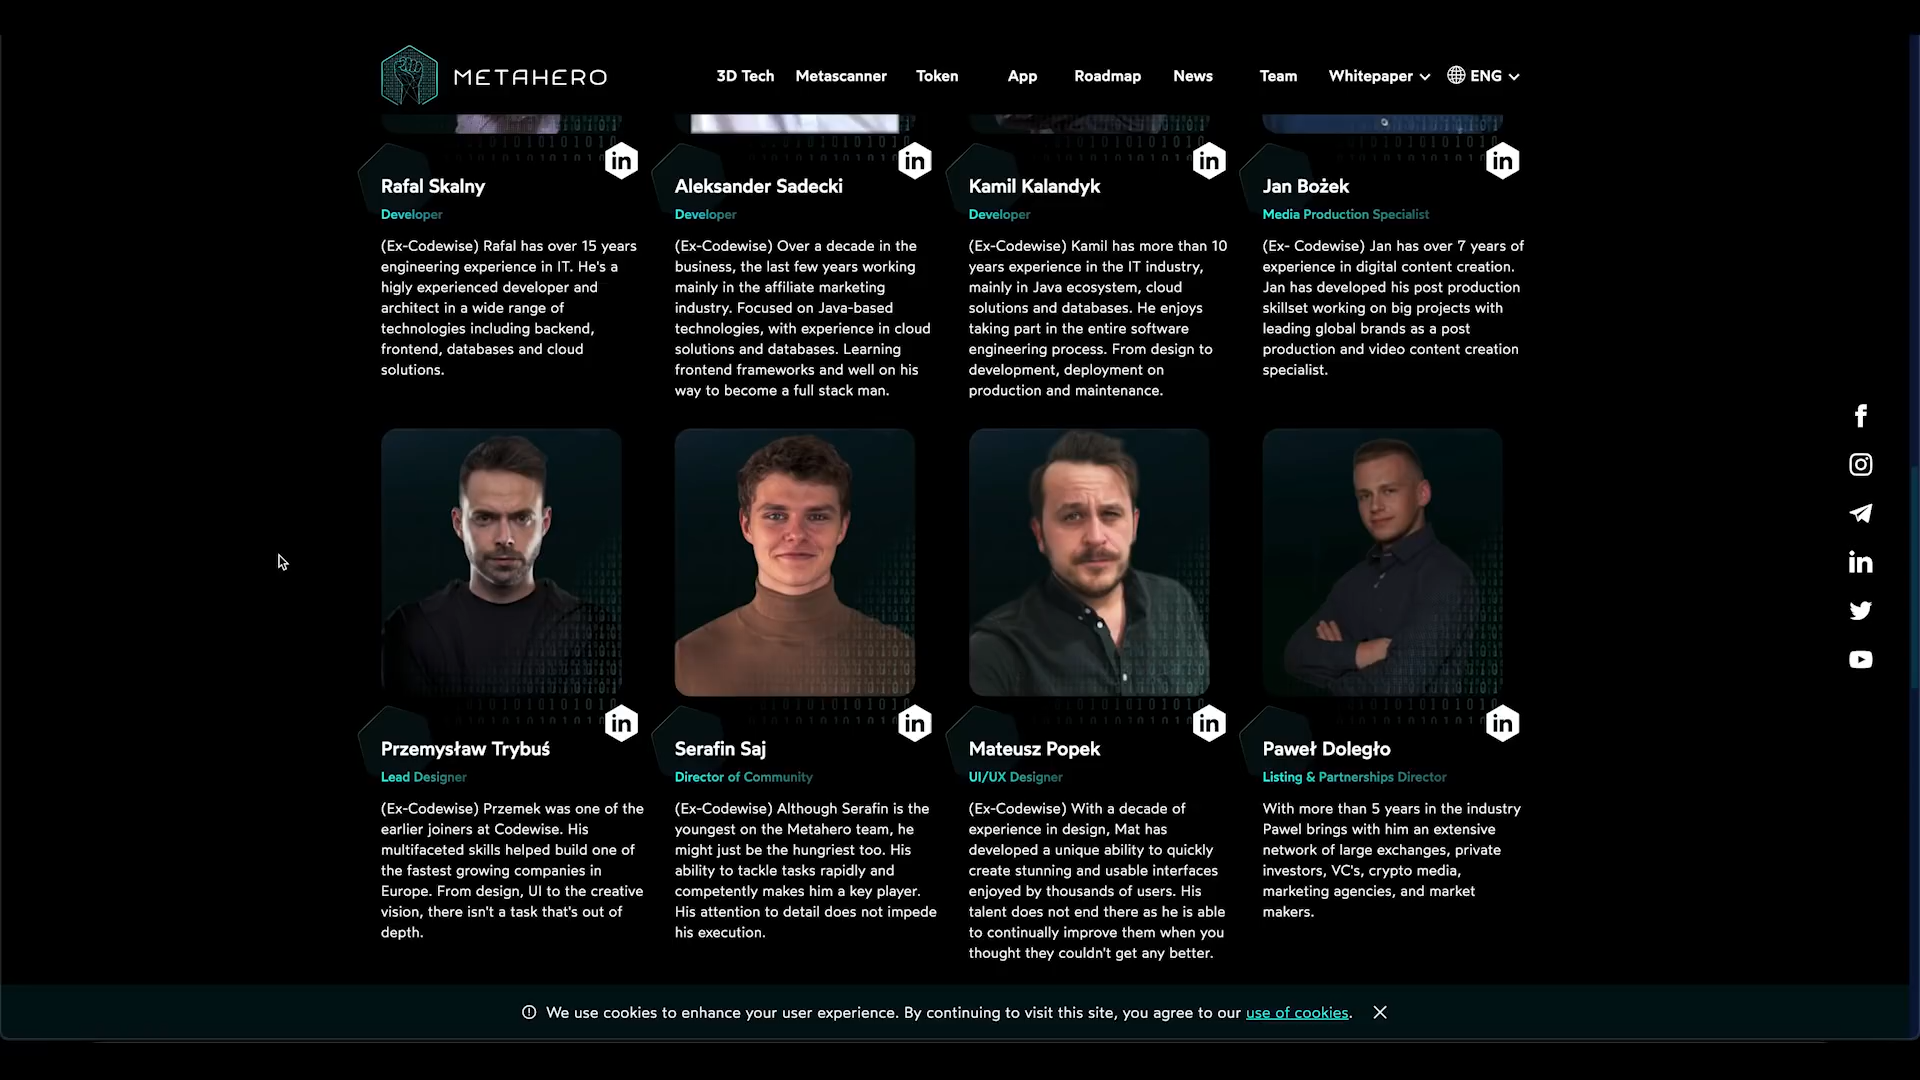 METAHERO
3D Tech
Metascanner
Token
App
Roadmap
News
Team
Whitepaper
ENG
in
Rafal Skalny
Developer
(Ex-Codewise) Rafal has over 15 years
engineering experience in IT. He's a
higly experienced developer and
architect in a wide range of
technologies including backend,
frontend, databases and cloud
solutions.
in
Aleksander Sadecki
Developer
(Ex-Codewise) Over a decade in the
business, the last few years working
mainly in the affiliate marketing
industry. Focused on Java-based
technologies, with experience in cloud
solutions and databases. Learning
frontend frameworks and well on his
way to become a full stack man.
in
Kamil Kalandyk
Developer
(Ex-Codewise) Kamil has more than 10
years experience in the IT industry,
mainly in Java ecosystem, cloud
solutions and databases. He enjoys
taking part in the entire software
engineering process. From design to
development, deployment on
production and maintenance.
in
Jan Bożek
Media Production Specialist
(Ex- Codewise) Jan has over 7 years of
experience in digital content creation.
Jan has developed his post production
skillset working on big projects with
leading global brands as a post
production and video content creation
specialist.
in
Przemysław Trybuś
Lead Designer
(Ex-Codewise) Przemek was one of the
earlier joiners at Codewise. His
multifaceted skills helped build one of
the fastest growing companies in
Europe. From design, UI to the creative
vision, there isn't a task that's out of
depth.
in
Serafin Saj
Director of Community
(Ex-Codewise) Although Serafin is the
youngest on the Metahero team, he
might just be the hungriest too. His
ability to tackle tasks rapidly and
competently makes him a key player.
His attention to detail does not impede
his execution.
in
Mateusz Popek
UI/UX Designer
(Ex-Codewise) With a decade of
experience in design, Mat has
developed a unique ability to quickly
create stunning and usable interfaces
enjoyed by thousands of users. His
talent does not end there as he is able
to continually improve them when you
thought they couldn't get any better.
in
Paweł Doległo
Listing & Partnerships Director
With more than 5 years in the industry
Pawel brings with him an extensive
network of large exchanges, private
investors, VC's, crypto media,
marketing agencies, and market
makers.
f
in
We use cookies to enhance your user experience. By continuing to visit this site, you agree to our use of cookies.